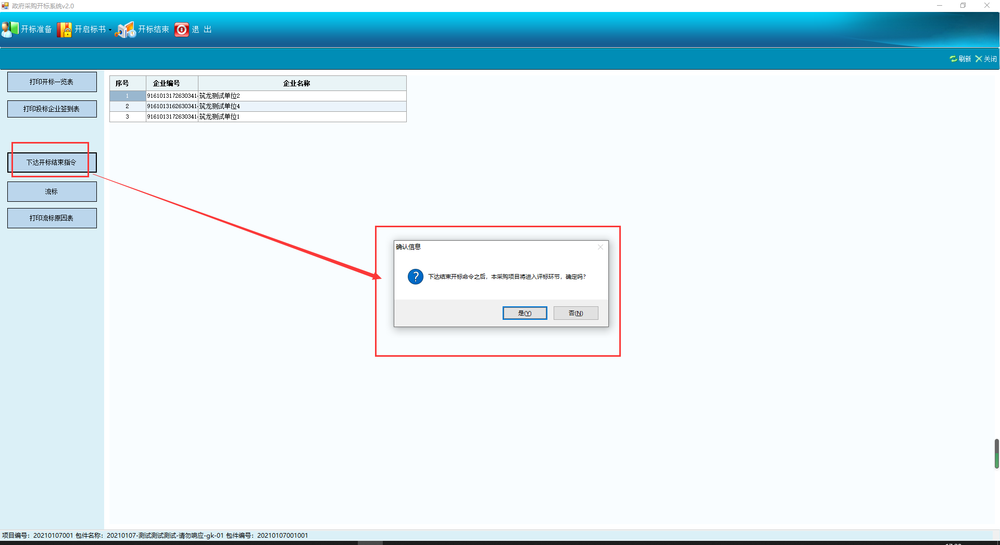 政府采购开标系统v2.0
开标准备 开启标书 开标结束 退 出
刷新 关闭
打印开标一览表
打印投标企业签到表
下达开标结束指令
流标
打印流标原因表
序号 企业编号 企业名称
1 9161013172630341 筑龙测试单位2
2 9161013162630341 筑龙测试单位4
3 9161013172630341 筑龙测试单位1
确认信息
下达结束开标命令之后，本采购项目将进入评标环节，确定吗?
是(Y) 否(N)
项目编号：20210107001 包件名称：20210107-测试测试测试-请勿响应-gk-01 包件编号：20210107001001